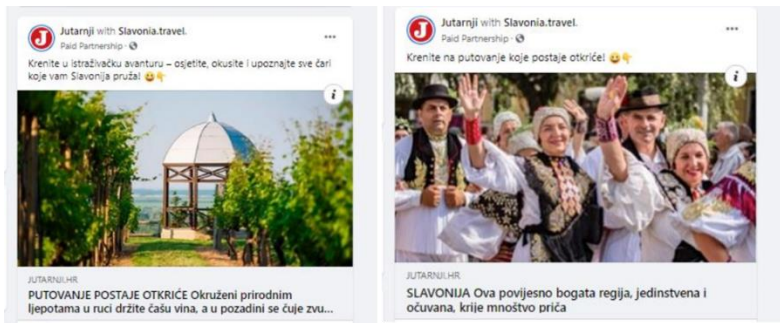 Jutarnji with Slavonia.travel.
Paid Partnership ·
Krenite u istraživačku avanturu – osjetite, okusite i upoznajte sve čari
koje vam Slavonija pruža! 😃👇
JUTARNJI.HR
PUTOVANJE POSTAJE OTKRIĆE Okruženi prirodnim
ljepotama u ruci držite čašu vina, a u pozadini se čuje zvu...
Jutarnji with Slavonia.travel.
Paid Partnership ·
Krenite na putovanje koje postaje otkriće! 😃👇
JUTARNJI.HR
SLAVONIJA Ova povijesno bogata regija, jedinstvena i
očuvana, krije mnoštvo priča